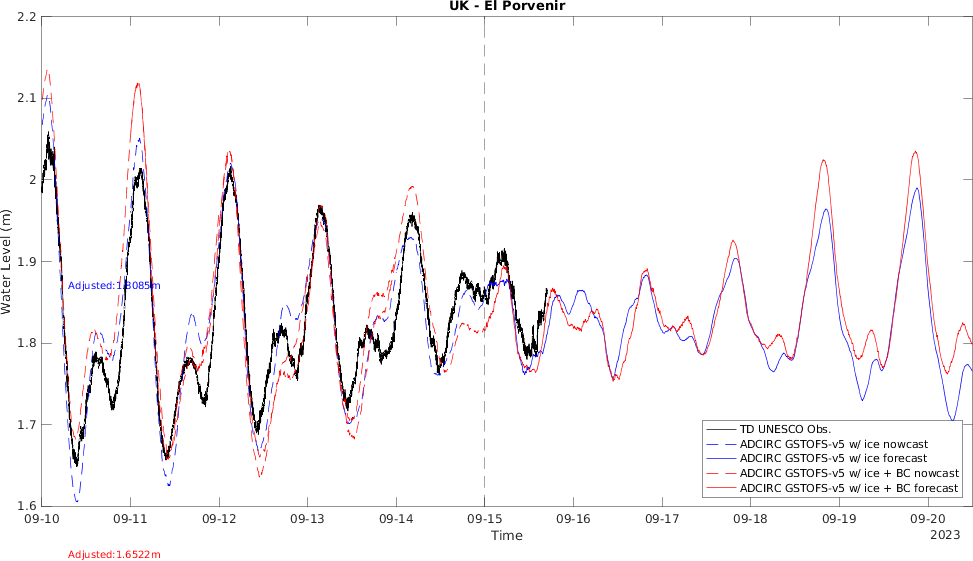 UK - El Porvenir
2.2
2.1
2
1.9
1.8
1.7
1.6
Water Level (m)
Adjusted:1.8085m
TD UNESCO Obs.
ADCIRC GSTOFS-v5 w/ ice nowcast
ADCIRC GSTOFS-v5 w/ ice forecast
ADCIRC GSTOFS-v5 w/ ice + BC nowcast
ADCIRC GSTOFS-v5 w/ ice + BC forecast
09-10 09-11 09-12 09-13 09-14 09-15 09-16 09-17 09-18 09-19 09-20
Time
2023
Adjusted:1.6522m